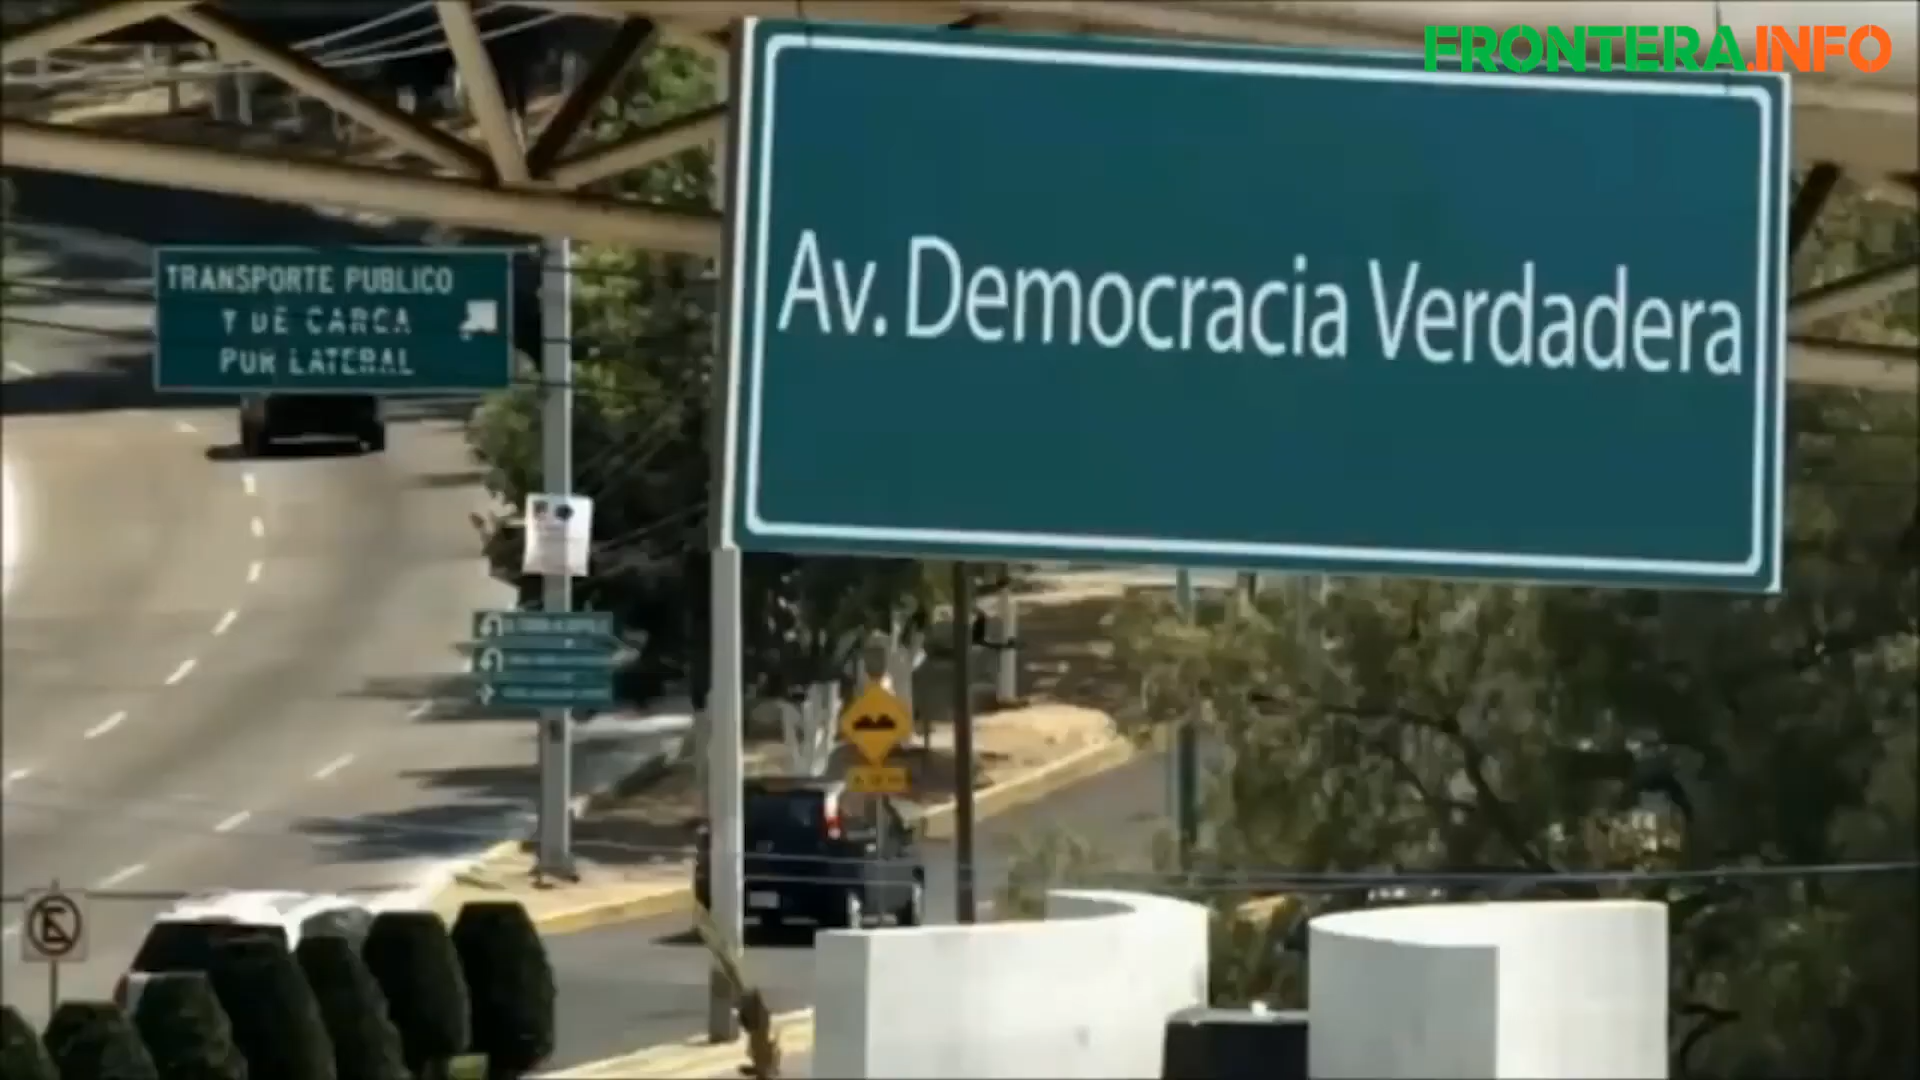 FRONTERA.INFO
Av. Democracia Verdadera
TRANSPORTE PUBLICO
Y DE CARGA
POR LATERAL